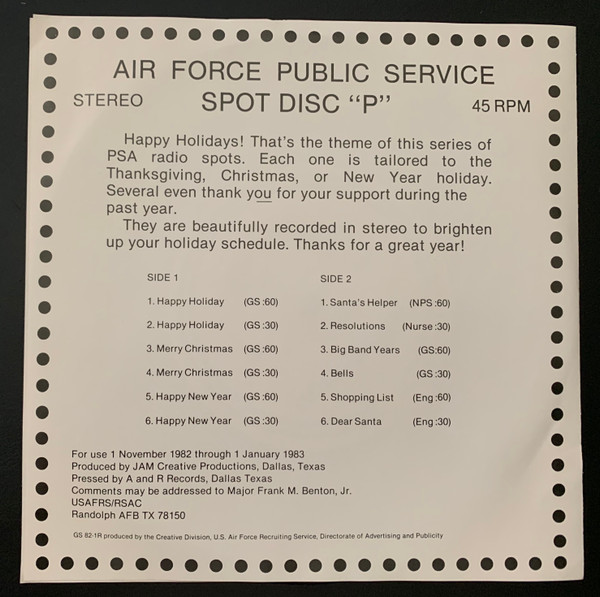 AIR FORCE PUBLIC SERVICE
STEREO SPOT DISC “P” 45 RPM
Happy Holidays! That's the theme of this series of
PSA radio spots. Each one is tailored to the
Thanksgiving, Christmas, or New Year holiday.
Several even thank you for your support during the
past year.
They are beautifully recorded in stereo to brighten
up your holiday schedule. Thanks for a great year!
SIDE 1
1. Happy Holiday (GS :60)
2. Happy Holiday (GS :30)
3. Merry Christmas (GS :60)
4. Merry Christmas (GS :30)
5. Happy New Year (GS :60)
6. Happy New Year (GS :30)
SIDE 2
1. Santa's Helper (NPS :60)
2. Resolutions (Nurse :30)
3. Big Band Years (GS:60)
4. Bells (GS :30)
5. Shopping List (Eng :60)
6. Dear Santa (Eng :30)
For use 1 November 1982 through 1 January 1983
Produced by JAM Creative Productions, Dallas, Texas
Pressed by A and R Records, Dallas Texas
Comments may be addressed to Major Frank M. Benton, Jr.
USAFRS/RSAC
Randolph AFB TX 78150
GS 82-1R produced by the Creative Division, U.S. Air Force Recruiting Service, Directorate of Advertising and Publicity